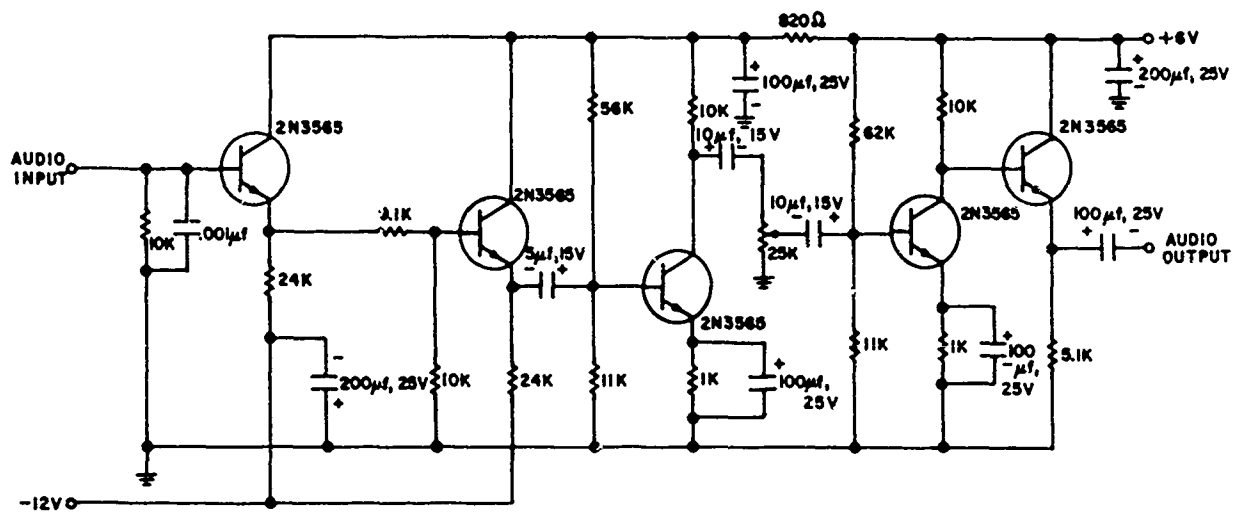 820Ω
+6V
+
100μf, 25V
-
+
200μf, 25V
-
56K
10K
10K
62K
2N3565
2N3565
10μf, 15V
+ -
AUDIO
INPUT
2N3565
10μf, 15V
- +
2N3565
100μf, 25V
+ -
AUDIO
OUTPUT
10K
.001μf
5μf, 15V
- +
25K
24K
2N3565
-
200μf, 25V
+
10K
24K
11K
1K
+
100μf,
25V
11K
1K
+
100
-μf,
25V
5.1K
-12V